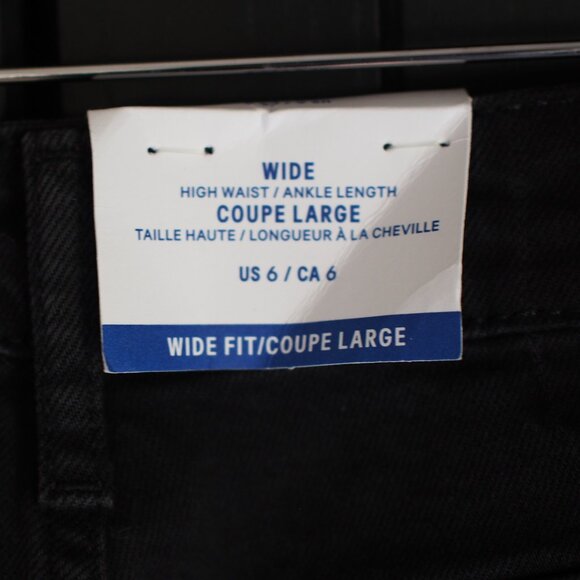 WIDE
HIGH WAIST / ANKLE LENGTH
COUPE LARGE
TAILLE HAUTE / LONGUEUR À LA CHEVILLE
US 6 / CA 6
WIDE FIT/COUPE LARGE